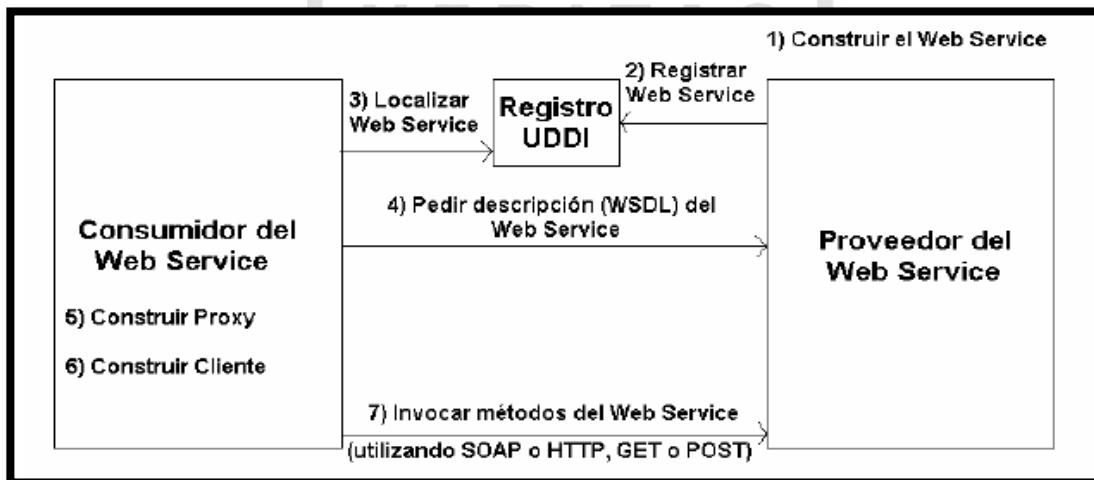 1) Construir el Web Service
2) Registrar
Web Service
3) Localizar
Web Service
Registro
UDDI
4) Pedir descripción (WSDL) del
Web Service
Consumidor del
Web Service
Proveedor del
Web Service
5) Construir Proxy
6) Construir Cliente
7) Invocar métodos del Web Service
(utilizando SOAP o HTTP, GET o POST)